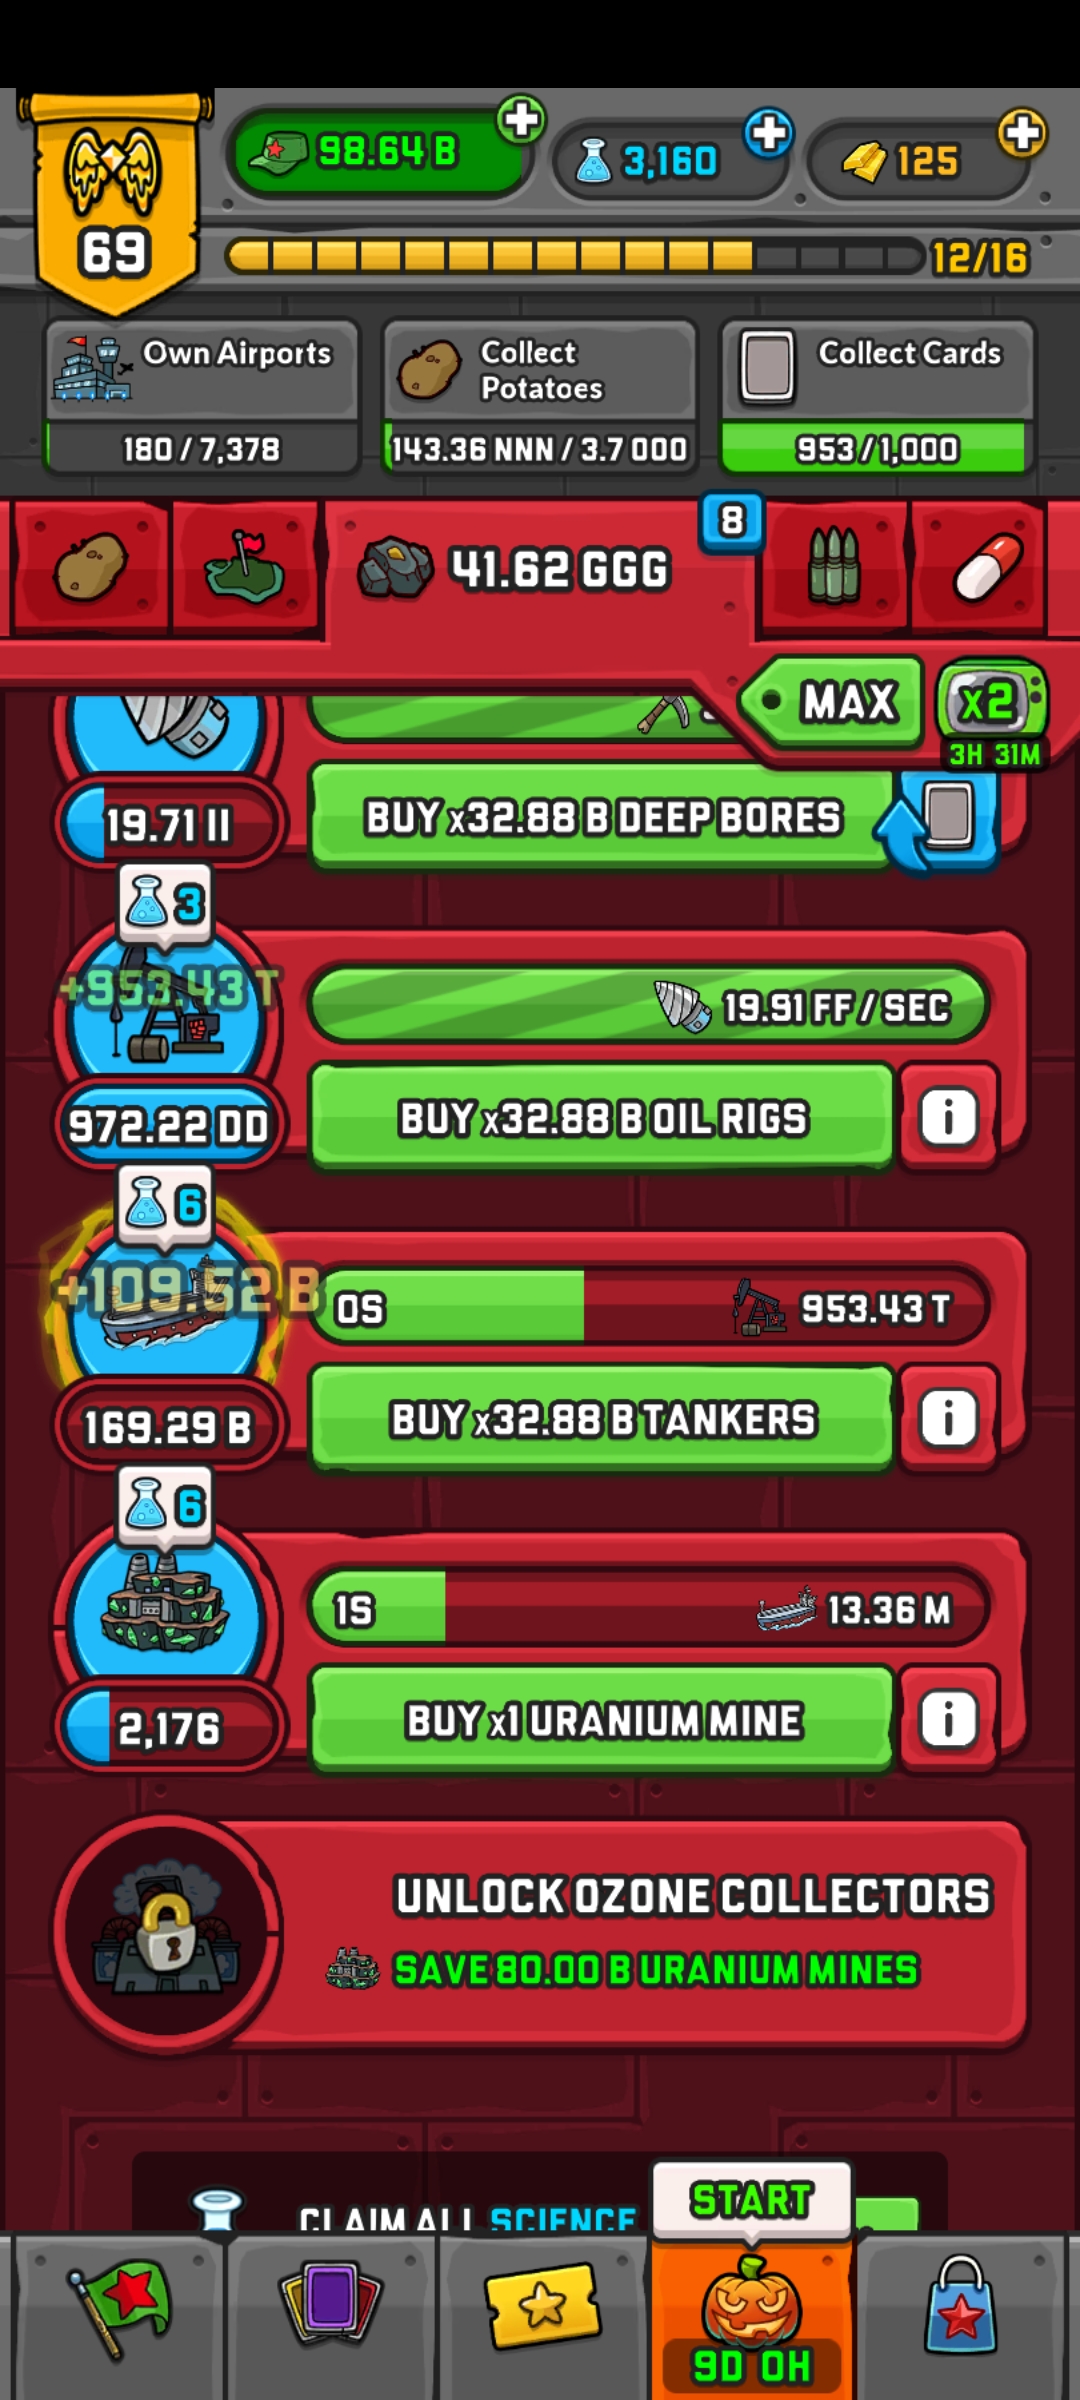 98.64 B
3,160
125
69
12/16
Own Airports
180 / 7,378
Collect
Potatoes
143.36 NNN / 3.7 OOO
Collect Cards
953 / 1,000
41.62 GGG
8
MAX
x2
3H 31M
19.71 II
BUY x32.88 B DEEP BORES
3
+953.43 T
19.91 FF / SEC
972.22 DD
BUY x32.88 B OIL RIGS
i
6
+109.52 B
0S
953.43 T
169.29 B
BUY x32.88 B TANKERS
i
6
1S
13.36 M
2,176
BUY x1 URANIUM MINE
i
UNLOCK OZONE COLLECTORS
SAVE 80.00 B URANIUM MINES
CLAIM ALL SCIENCE
START
9D 0H